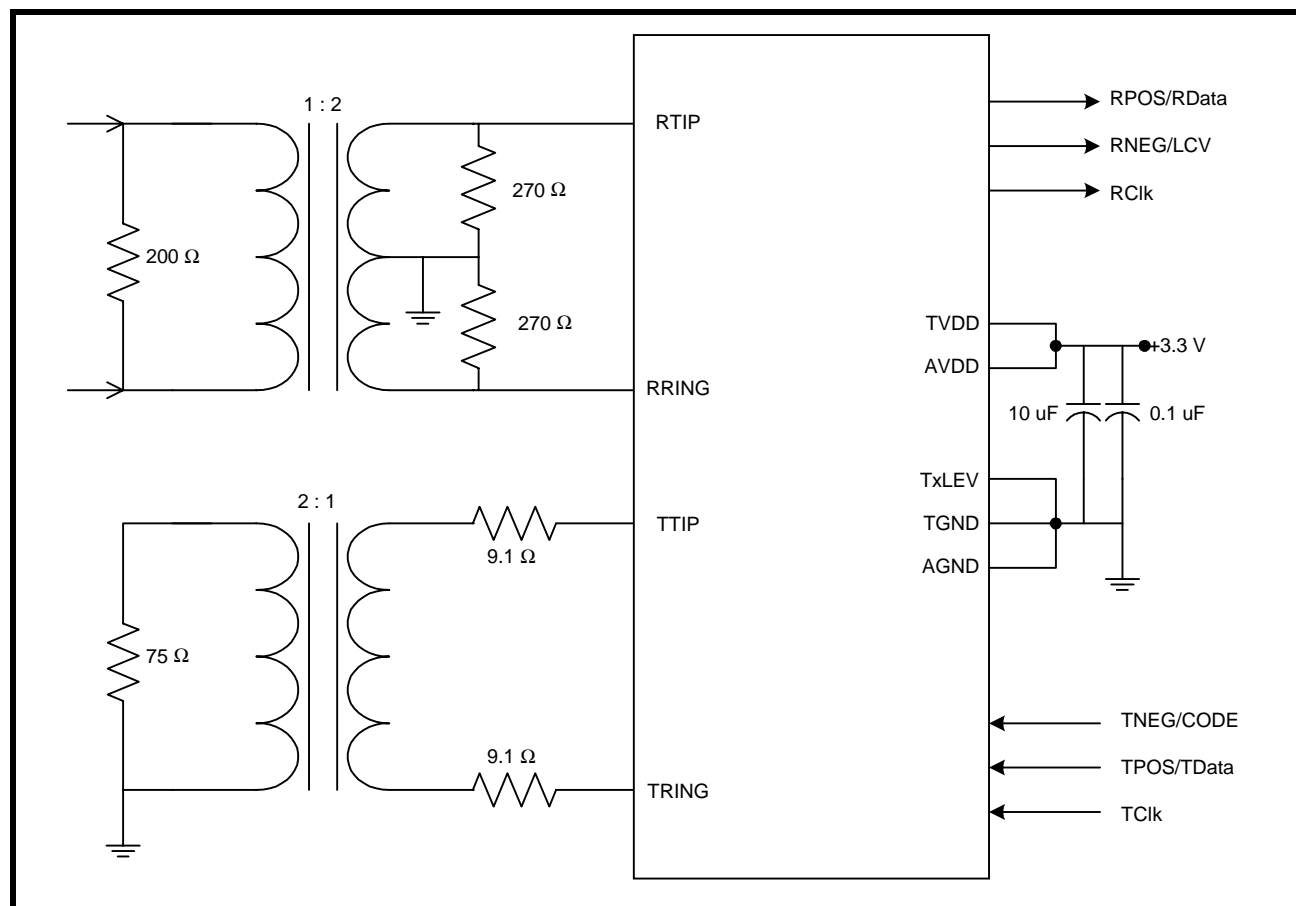 1 : 2
RTIP
270 Ω
200 Ω
270 Ω
RRING
2 : 1
TTIP
9.1 Ω
75 Ω
9.1 Ω
TRING
RPOS/RData
RNEG/LCV
RClk
TVDD
+3.3 V
AVDD
10 uF
0.1 uF
TxLEV
TGND
AGND
TNEG/CODE
TPOS/TData
TClk